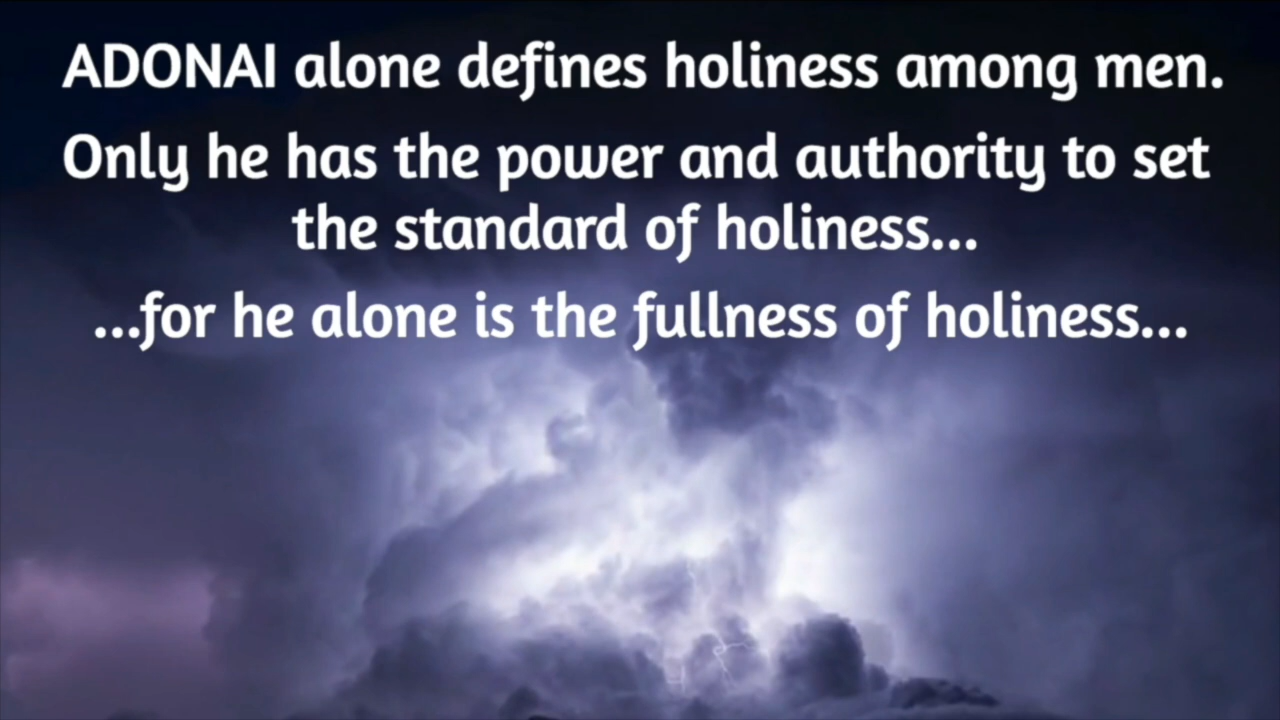 ADONAI alone defines holiness among men.
Only he has the power and authority to set
the standard of holiness...
...for he alone is the fullness of holiness...